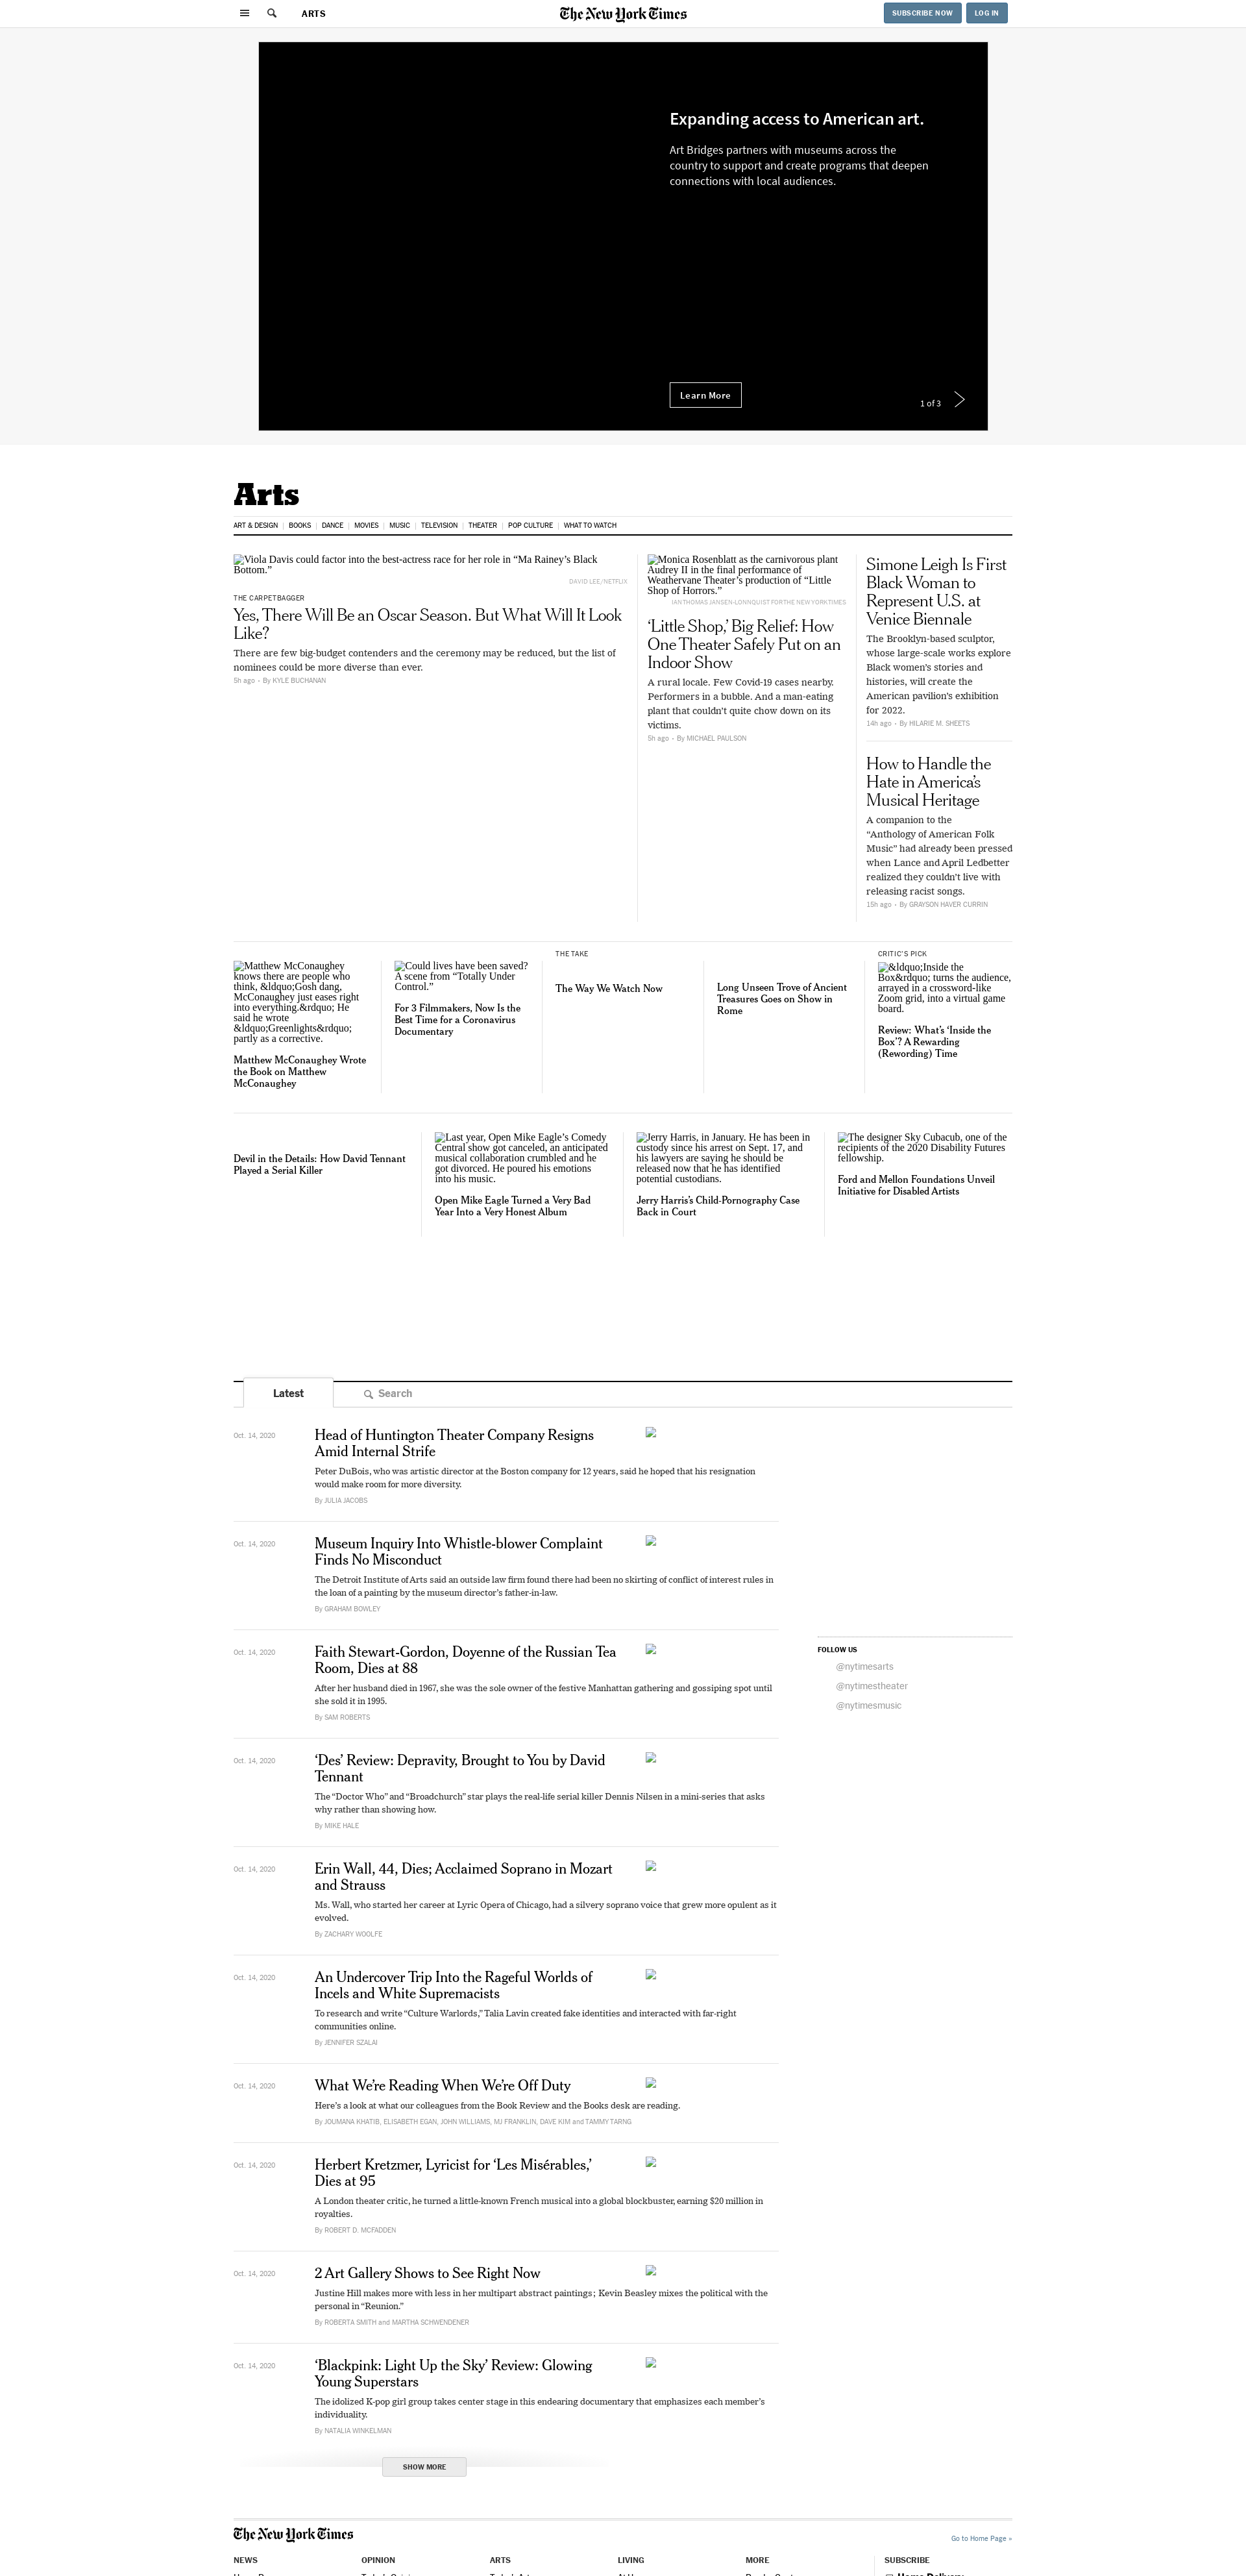 ARTS
The New York Times
SUBSCRIBE NOW
LOG IN
Expanding access to American art.
Art Bridges partners with museums across the
country to support and create programs that deepen
connections with local audiences.
Learn More
1 of 3
Arts
ART & DESIGN
BOOKS
DANCE
MOVIES
MUSIC
TELEVISION
THEATER
POP CULTURE
WHAT TO WATCH
Viola Davis could factor into the best-actress race for her role in “Ma Rainey’s Black
Bottom.”
DAVID LEE/NETFLIX
THE CARPETBAGGER
Yes, There Will Be an Oscar Season. But What Will It Look
Like?
There are few big-budget contenders and the ceremony may be reduced, but the list of
nominees could be more diverse than ever.
5h ago • By KYLE BUCHANAN
Monica Rosenblatt as the carnivorous plant
Audrey II in the final performance of
Weathervane Theater’s production of “Little
Shop of Horrors.”
IAN THOMAS JANSEN-LONNQUIST FOR THE NEW YORK TIMES
‘Little Shop,’ Big Relief: How
One Theater Safely Put on an
Indoor Show
A rural locale. Few Covid-19 cases nearby.
Performers in a bubble. And a man-eating
plant that couldn’t quite chow down on its
victims.
5h ago • By MICHAEL PAULSON
Simone Leigh Is First
Black Woman to
Represent U.S. at
Venice Biennale
The Brooklyn-based sculptor,
whose large-scale works explore
Black women’s stories and
histories, will create the
American pavilion’s exhibition
for 2022.
14h ago • By HILARIE M. SHEETS
How to Handle the
Hate in America’s
Musical Heritage
A companion to the
“Anthology of American Folk
Music” had already been pressed
when Lance and April Ledbetter
realized they couldn’t live with
releasing racist songs.
15h ago • By GRAYSON HAVER CURRIN
Matthew McConaughey
knows there are people who
think, &ldquo;Gosh dang,
McConaughey just eases right
into everything.&rdquo; He
said he wrote
&ldquo;Greenlights&rdquo;
partly as a corrective.
Matthew McConaughey Wrote
the Book on Matthew
McConaughey
Could lives have been saved?
A scene from “Totally Under
Control.”
For 3 Filmmakers, Now Is the
Best Time for a Coronavirus
Documentary
THE TAKE
The Way We Watch Now
Long Unseen Trove of Ancient
Treasures Goes on Show in
Rome
CRITIC’S PICK
&ldquo;Inside the
Box&rdquo; turns the audience,
arrayed in a crossword-like
Zoom grid, into a virtual game
board.
Review: What’s ‘Inside the
Box’? A Rewarding
(Rewording) Time
Devil in the Details: How David Tennant
Played a Serial Killer
Last year, Open Mike Eagle’s Comedy
Central show got canceled, an anticipated
musical collaboration crumbled and he
got divorced. He poured his emotions
into his music.
Open Mike Eagle Turned a Very Bad
Year Into a Very Honest Album
Jerry Harris, in January. He has been in
custody since his arrest on Sept. 17, and
his lawyers are saying he should be
released now that he has identified
potential custodians.
Jerry Harris’s Child-Pornography Case
Back in Court
The designer Sky Cubacub, one of the
recipients of the 2020 Disability Futures
fellowship.
Ford and Mellon Foundations Unveil
Initiative for Disabled Artists
Latest
Search
Oct. 14, 2020
Head of Huntington Theater Company Resigns
Amid Internal Strife
Peter DuBois, who was artistic director at the Boston company for 12 years, said he hoped that his resignation
would make room for more diversity.
By JULIA JACOBS
Oct. 14, 2020
Museum Inquiry Into Whistle-blower Complaint
Finds No Misconduct
The Detroit Institute of Arts said an outside law firm found there had been no skirting of conflict of interest rules in
the loan of a painting by the museum director’s father-in-law.
By GRAHAM BOWLEY
Oct. 14, 2020
Faith Stewart-Gordon, Doyenne of the Russian Tea
Room, Dies at 88
After her husband died in 1967, she was the sole owner of the festive Manhattan gathering and gossiping spot until
she sold it in 1995.
By SAM ROBERTS
FOLLOW US
@nytimesarts
@nytimestheater
@nytimesmusic
Oct. 14, 2020
‘Des’ Review: Depravity, Brought to You by David
Tennant
The “Doctor Who” and “Broadchurch” star plays the real-life serial killer Dennis Nilsen in a mini-series that asks
why rather than showing how.
By MIKE HALE
Oct. 14, 2020
Erin Wall, 44, Dies; Acclaimed Soprano in Mozart
and Strauss
Ms. Wall, who started her career at Lyric Opera of Chicago, had a silvery soprano voice that grew more opulent as it
evolved.
By ZACHARY WOOLFE
Oct. 14, 2020
An Undercover Trip Into the Rageful Worlds of
Incels and White Supremacists
To research and write “Culture Warlords,” Talia Lavin created fake identities and interacted with far-right
communities online.
By JENNIFER SZALAI
Oct. 14, 2020
What We’re Reading When We’re Off Duty
Here’s a look at what our colleagues from the Book Review and the Books desk are reading.
By JOUMANA KHATIB, ELISABETH EGAN, JOHN WILLIAMS, MJ FRANKLIN, DAVE KIM and TAMMY TARNG
Oct. 14, 2020
Herbert Kretzmer, Lyricist for ‘Les Misérables,’
Dies at 95
A London theater critic, he turned a little-known French musical into a global blockbuster, earning $20 million in
royalties.
By ROBERT D. MCFADDEN
Oct. 14, 2020
2 Art Gallery Shows to See Right Now
Justine Hill makes more with less in her multipart abstract paintings; Kevin Beasley mixes the political with the
personal in “Reunion.”
By ROBERTA SMITH and MARTHA SCHWENDENER
Oct. 14, 2020
‘Blackpink: Light Up the Sky’ Review: Glowing
Young Superstars
The idolized K-pop girl group takes center stage in this endearing documentary that emphasizes each member’s
individuality.
By NATALIA WINKELMAN
SHOW MORE
The New York Times
Go to Home Page »
NEWS
OPINION
ARTS
LIVING
MORE
SUBSCRIBE